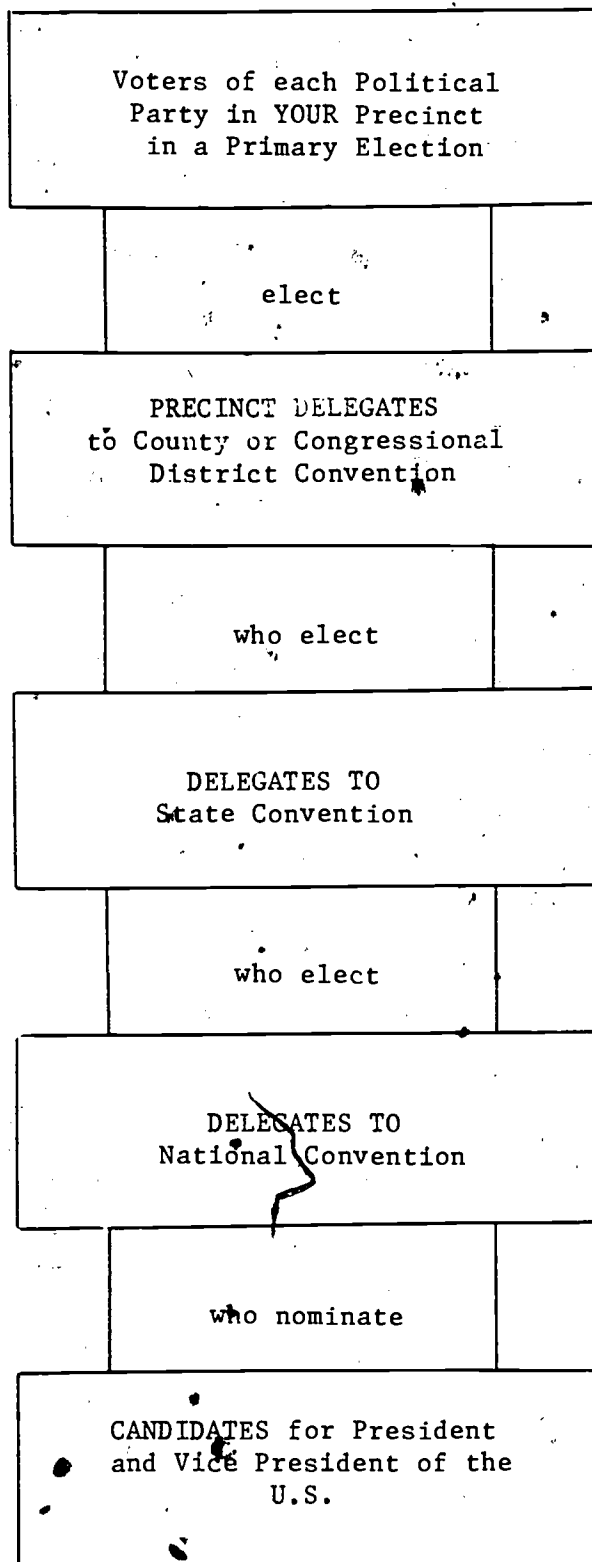 Voters of each Political
Party in YOUR Precinct
in a Primary Election
elect
PRECINCT DELEGATES
to County or Congressional
District Convention
who elect
DELEGATES TO
State Convention
who elect
DELEGATES TO
National Convention
who nominate
CANDIDATES for President
and Vice President of the
U.S.